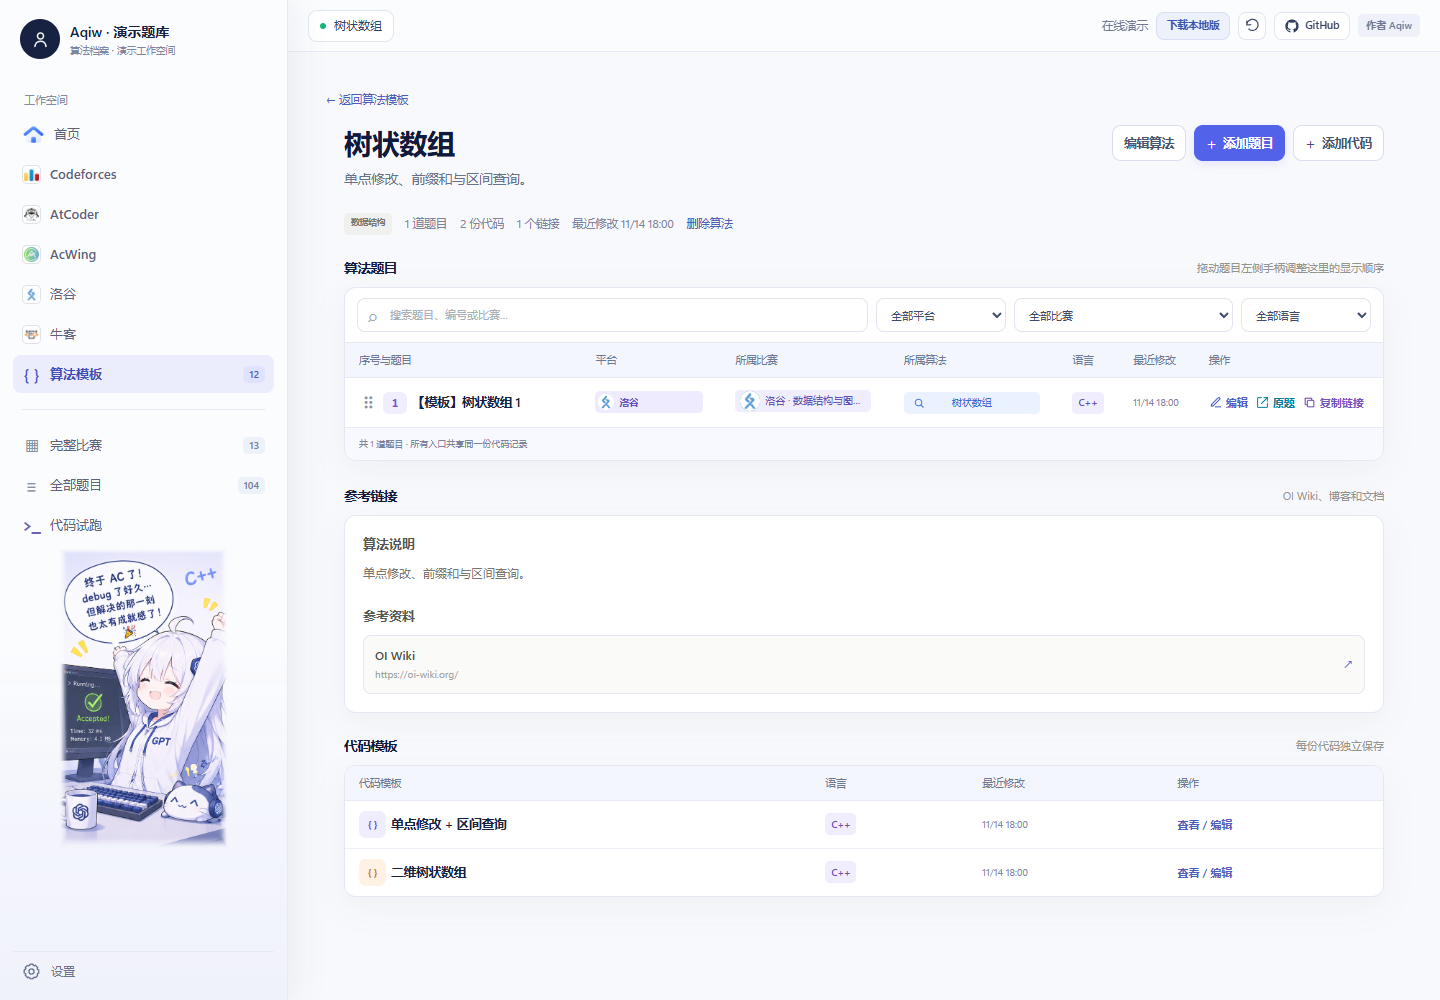 Aqiw · 演示题库
算法档案 · 演示工作空间
工作空间
首页
Codeforces
AtCoder
AcWing
洛谷
牛客
{ } 算法模板 12
完整比赛 13
全部题目 104
>_ 代码试跑
终于 AC 了!
debug 了好久…
但解决的那一刻
也太有成就感了!
C++
> Running...
Accepted!
Time: 32 ms
Memory: 4.2 MB
GPT
设置
树状数组
在线演示 下载本地版 GitHub 作者 Aqiw
← 返回算法模板
树状数组
编辑算法 + 添加题目 + 添加代码
单点修改、前缀和与区间查询。
数据结构 1 道题目 2 份代码 1 个链接 最近修改 11/14 18:00 删除算法
算法题目 拖动题目左侧手柄调整这里的显示顺序
搜索题目、编号或比赛... 全部平台 全部比赛 全部语言
序号与题目 平台 所属比赛 所属算法 语言 最近修改 操作
1 【模板】树状数组 1 洛谷 洛谷 · 数据结构与图... 树状数组 C++ 11/14 18:00 编辑 原题 复制链接
共 1 道题目 · 所有入口共享同一份代码记录
参考链接 OI Wiki、博客和文档
算法说明
单点修改、前缀和与区间查询。
参考资料
OI Wiki
https://oi-wiki.org/ ↗
代码模板 每份代码独立保存
代码模板 语言 最近修改 操作
{ } 单点修改 + 区间查询 C++ 11/14 18:00 查看 / 编辑
{ } 二维树状数组 C++ 11/14 18:00 查看 / 编辑